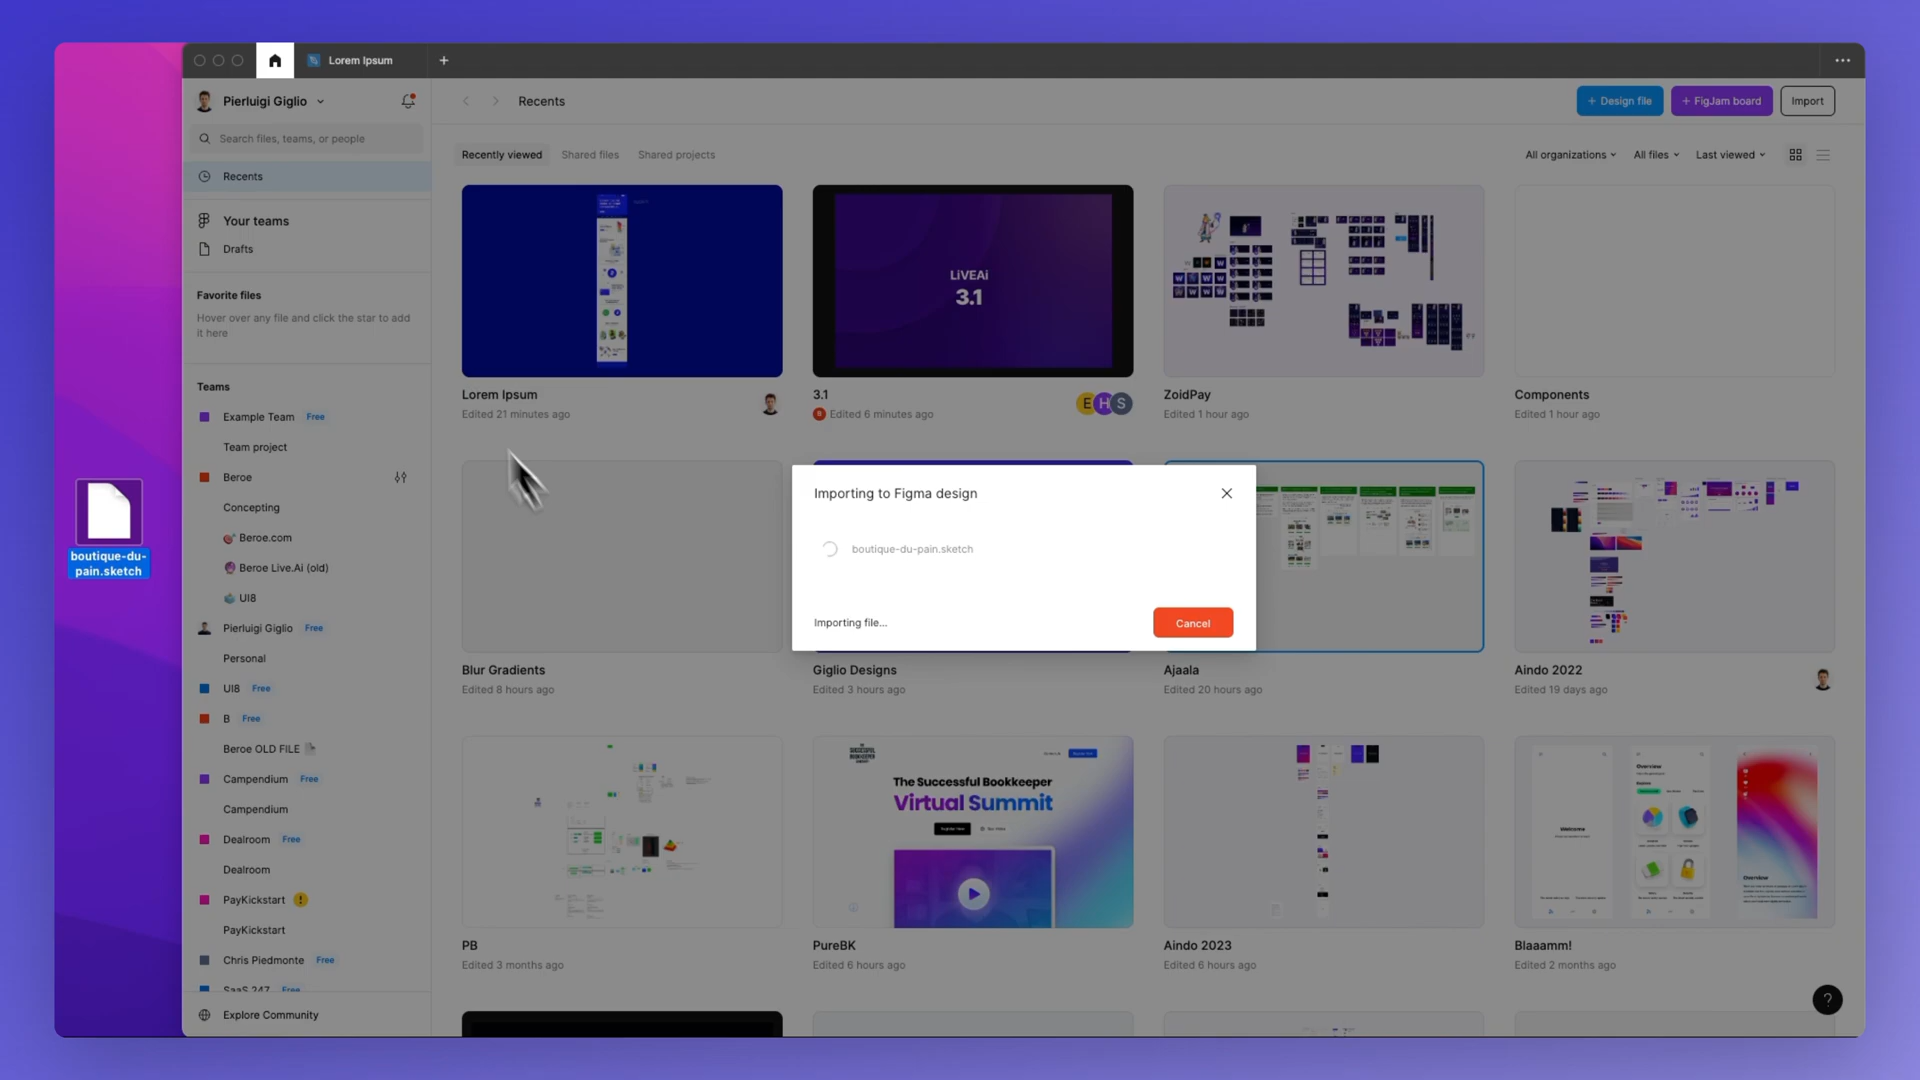 Lorem Ipsum
Pierluigi Giglio
Recents
+ Design file
+ FigJam board
Import
Search files, teams, or people
Recently viewed
Shared files
Shared projects
All organizations
All files
Last viewed
Recents
Your teams
Drafts
Favorite files
Hover over any file and click the star to add
it here
Teams
Example Team Free
Team project
Beroe
Concepting
Beroe.com
Beroe Live.Ai (old)
UI8
Pierluigi Giglio Free
Personal
UI8 Free
B Free
Beroe OLD FILE
Campendium Free
Campendium
Dealroom Free
Dealroom
PayKickstart
PayKickstart
Chris Piedmonte Free
SaaS 247 Free
Explore Community
boutique-du-
pain.sketch
LiVEAi
3.1
Lorem Ipsum
Edited 21 minutes ago
3.1
Edited 6 minutes ago
E H S
ZoidPay
Edited 1 hour ago
Components
Edited 1 hour ago
Importing to Figma design
boutique-du-pain.sketch
Importing file...
Cancel
Blur Gradients
Edited 8 hours ago
Giglio Designs
Edited 3 hours ago
Ajaala
Edited 20 hours ago
Aindo 2022
Edited 19 days ago
The Successful Bookkeeper
Virtual Summit
Welcome
Overview
Overview
PB
Edited 3 months ago
PureBK
Edited 6 hours ago
Aindo 2023
Edited 6 hours ago
Blaaamm!
Edited 2 months ago
?